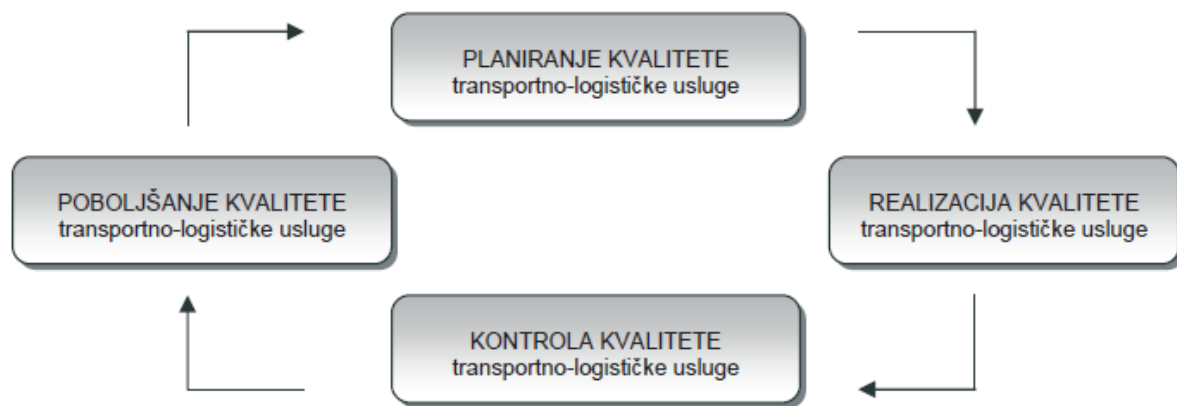 PLANIRANJE KVALITETE
transportno-logističke usluge
POBOLJŠANJE KVALITETE
transportno-logističke usluge
REALIZACIJA KVALITETE
transportno-logističke usluge
KONTROLA KVALITETE
transportno-logističke usluge